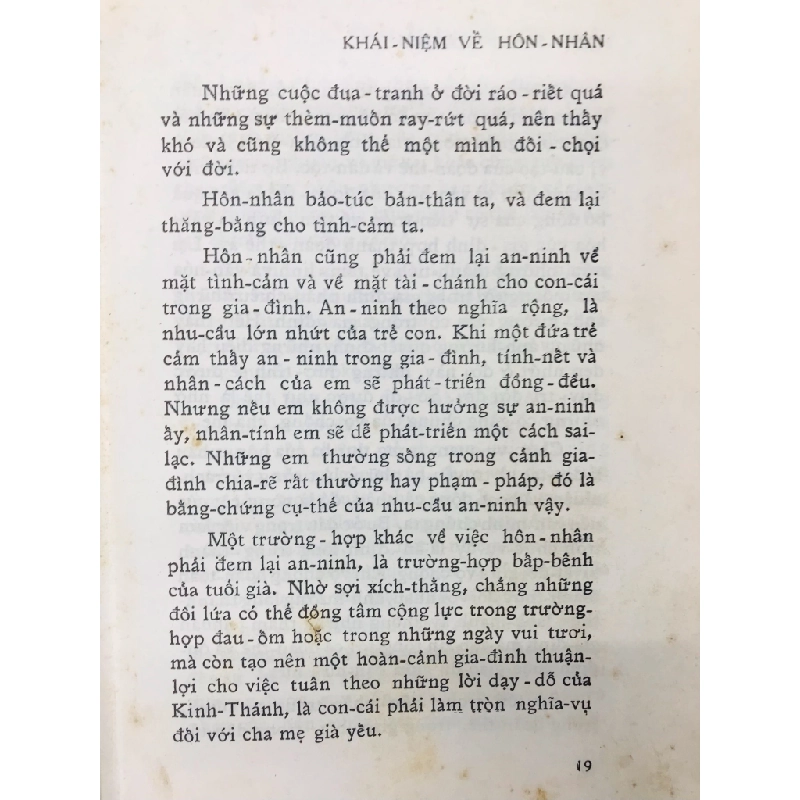 KHÁI-NIỆM VỀ HÔN-NHÂN
Những cuộc đua-tranh ở đời ráo-riết quá
và những sự thèm-muốn ray-rứt quá, nên thấy
khó và cũng không thể một mình đối-chọi
với đời.
Hôn-nhân bảo-túc bản-thân ta, và đem lại
thăng-bằng cho tình-cảm ta.
Hôn-nhân cũng phải đem lại an-ninh về
mặt tình-cảm và về mặt tài-chánh cho con-cái
trong gia-đình. An-ninh theo nghĩa rộng, là
nhu-cầu lớn nhứt của trẻ con. Khi một đứa trẻ
cảm thấy an-ninh trong gia-đình, tính-nết và
nhân-cách của em sẽ phát-triển đồng-đều.
Nhưng nếu em không được hưởng sự an-ninh
ấy, nhân-tính em sẽ dễ phát-triển một cách sai-
lạc. Những em thường sống trong cảnh gia-
đình chia-rẽ rất thường hay phạm-pháp, đó là
bằng-chứng cụ-thể của nhu-cầu an-ninh vậy.
Một trường-hợp khác về việc hôn-nhân
phải đem lại an-ninh, là trường-hợp bấp-bênh
của tuổi già. Nhờ sợi xích-thằng, chẳng những
đôi lứa có thể đồng tâm cộng lực trong trường-
hợp đau-ốm hoặc trong những ngày vui tươi,
mà còn tạo nên một hoàn-cảnh gia-đình thuận-
lợi cho việc tuân theo những lời dạy-dỗ của
Kinh-Thánh, là con-cái phải làm tròn nghĩa-vụ
đối với cha mẹ già yếu.
19